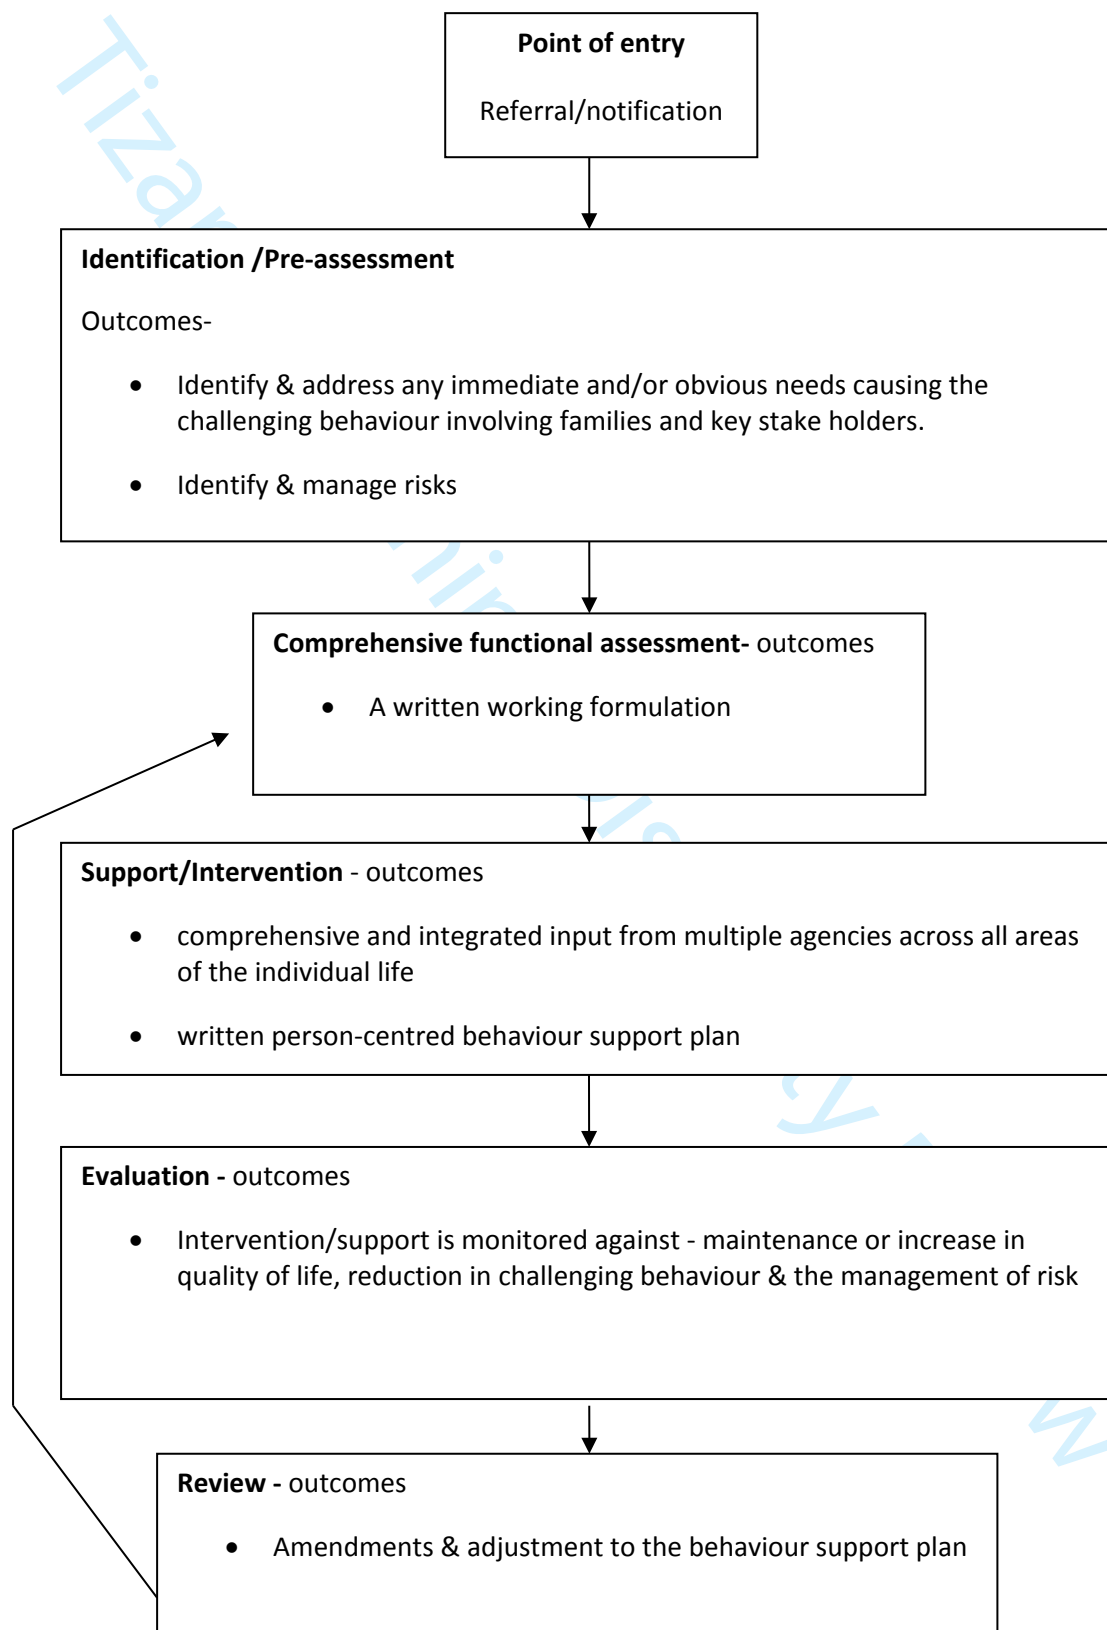 Point of entry
Referral/notification
Identification /Pre-assessment
Outcomes-
• Identify & address any immediate and/or obvious needs causing the
challenging behaviour involving families and key stake holders.
• Identify & manage risks
Comprehensive functional assessment- outcomes
• A written working formulation
Support/Intervention - outcomes
• comprehensive and integrated input from multiple agencies across all areas
of the individual life
• written person-centred behaviour support plan
Evaluation - outcomes
• Intervention/support is monitored against - maintenance or increase in
quality of life, reduction in challenging behaviour & the management of risk
Review - outcomes
• Amendments & adjustment to the behaviour support plan